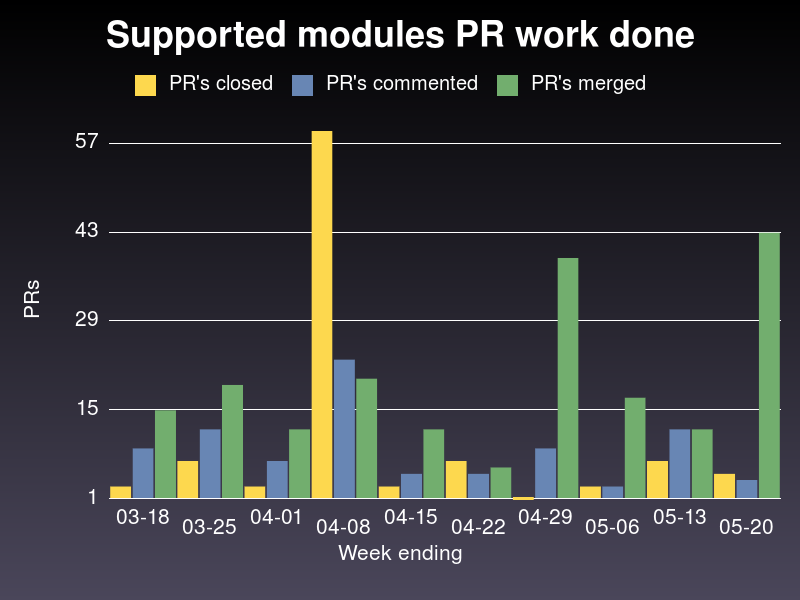 Supported modules PR work done
PR's closed PR's commented PR's merged
57
43
29
15
1
PRs
03-18 03-25 04-01 04-08 04-15 04-22 04-29 05-06 05-13 05-20
Week ending